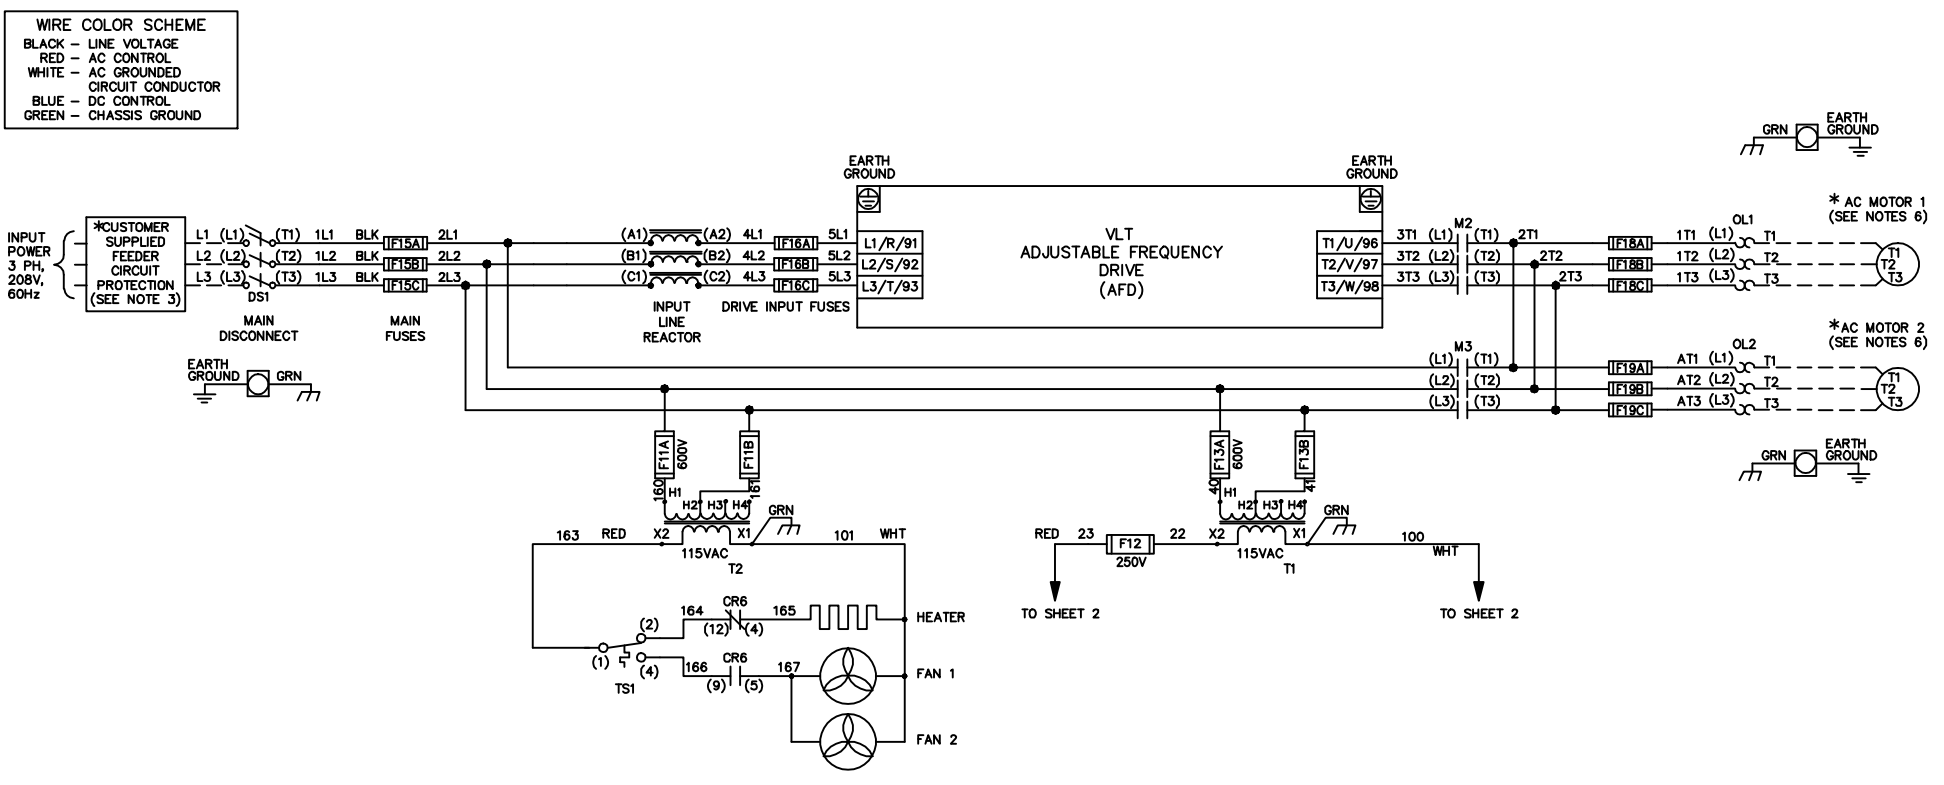 WIRE COLOR SCHEME
BLACK – LINE VOLTAGE
RED – AC CONTROL
WHITE – AC GROUNDED
CIRCUIT CONDUCTOR
BLUE – DC CONTROL
GREEN – CHASSIS GROUND
INPUT
POWER
3 PH,
208V,
60Hz
*CUSTOMER
SUPPLIED
FEEDER
CIRCUIT
PROTECTION
(SEE NOTE 3)
L1 (L1) (T1) 1L1 BLK F15A 2L1
L2 (L2) (T2) 1L2 BLK F15B 2L2
L3 (L3) (T3) 1L3 BLK F15C 2L3
DS1
MAIN
DISCONNECT
MAIN
FUSES
EARTH
GROUND
GRN
(A1) (A2) 4L1 F16A 5L1
(B1) (B2) 4L2 F16B 5L2
(C1) (C2) 4L3 F16C 5L3
INPUT
LINE
REACTOR
DRIVE INPUT FUSES
EARTH
GROUND
L1/R/91
L2/S/92
L3/T/93
VLT
ADJUSTABLE FREQUENCY
DRIVE
(AFD)
EARTH
GROUND
T1/U/96
T2/V/97
T3/W/98
M2
3T1 (L1) (T1) 2T1 F18A 1T1 (L1) T1
3T2 (L2) (T2) 2T2 F18B 1T2 (L2) T2
3T3 (L3) (T3) 2T3 F18C 1T3 (L3) T3
OL1
GRN
EARTH
GROUND
* AC MOTOR 1
(SEE NOTES 6)
T1
T2
T3
M3
(L1) (T1) F19A AT1 (L1) T1
(L2) (T2) F19B AT2 (L2) T2
(L3) (T3) F19C AT3 (L3) T3
OL2
* AC MOTOR 2
(SEE NOTES 6)
T1
T2
T3
GRN
EARTH
GROUND
F11A
600V
F11B
160
161
H1 H2 H3 H4
GRN
163 RED X2 X1 101 WHT
115VAC
T2
F13A
600V
F13B
40
41
H1 H2 H3 H4
GRN
RED 23 F12 22 X2 X1 100
WHT
250V
115VAC
T1
TO SHEET 2
TO SHEET 2
CR6
164 165
(12) (4)
HEATER
(2)
(1)
(4)
TS1
CR6
166 167
(9) (5)
FAN 1
FAN 2